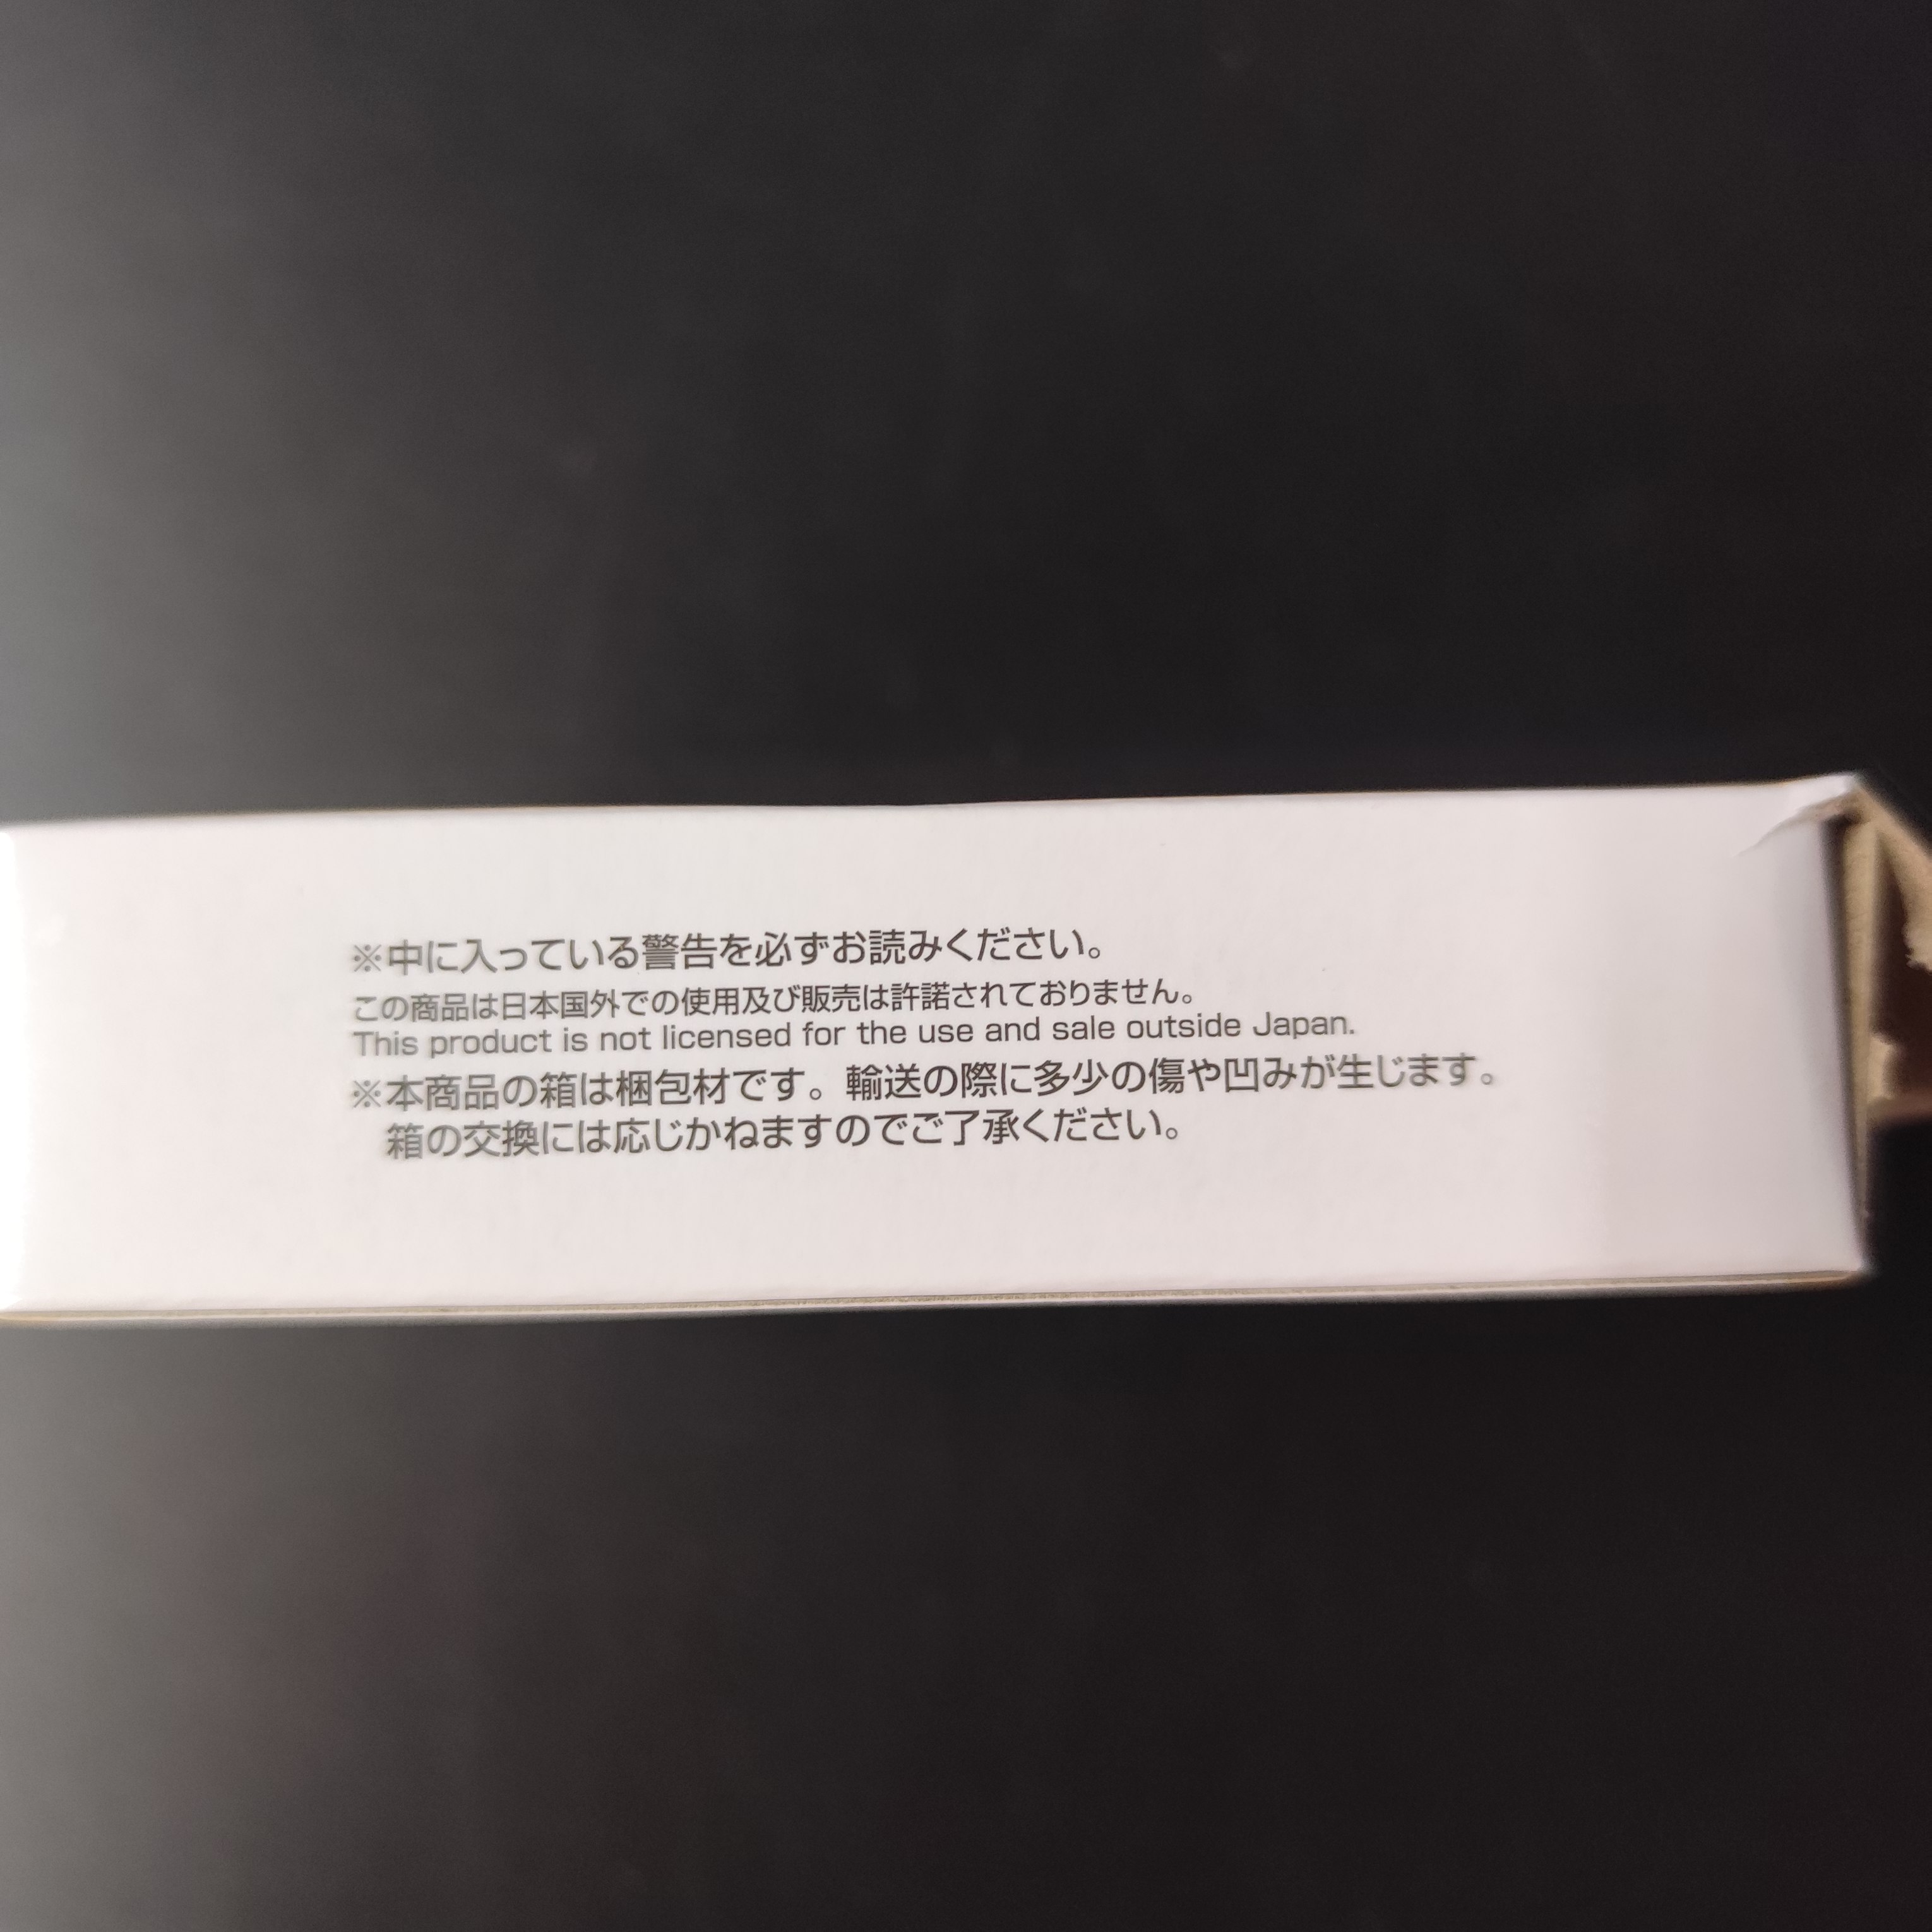 ※中に入っている警告を必ずお読みください。
この商品は日本国外での使用及び販売は許諾されておりません。
This product is not licensed for the use and sale outside Japan.
※本商品の箱は梱包材です。輸送の際に多少の傷や凹みが生じます。
箱の交換には応じかねますのでご了承ください。